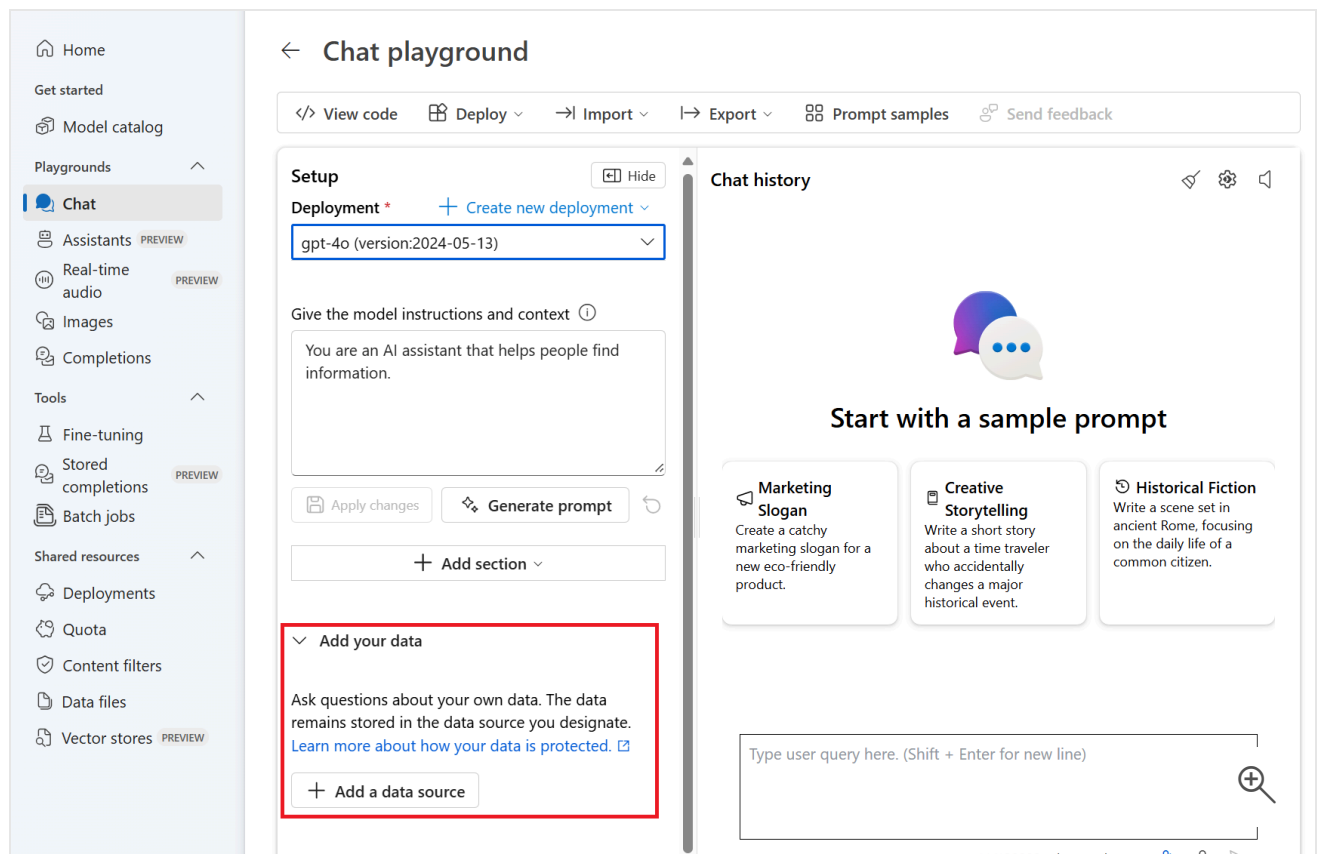 Home
Get started
Model catalog
Playgrounds
Chat
Assistants PREVIEW
Real-time
audio
PREVIEW
Images
Completions
Tools
Fine-tuning
Stored
completions
PREVIEW
Batch jobs
Shared resources
Deployments
Quota
Content filters
Data files
Vector stores PREVIEW
Chat playground
View code Deploy Import Export Prompt samples Send feedback
Setup
Hide
Deployment * Create new deployment
gpt-4o (version:2024-05-13)
Give the model instructions and context
You are an AI assistant that helps people find
information.
Apply changes Generate prompt
Add section
Add your data
Ask questions about your own data. The data
remains stored in the data source you designate.
Learn more about how your data is protected.
Add a data source
Chat history
Start with a sample prompt
Marketing
Slogan
Create a catchy
marketing slogan for a
new eco-friendly
product.
Creative
Storytelling
Write a short story
about a time traveler
who accidentally
changes a major
historical event.
Historical Fiction
Write a scene set in
ancient Rome, focusing
on the daily life of a
common citizen.
Type user query here. (Shift + Enter for new line)